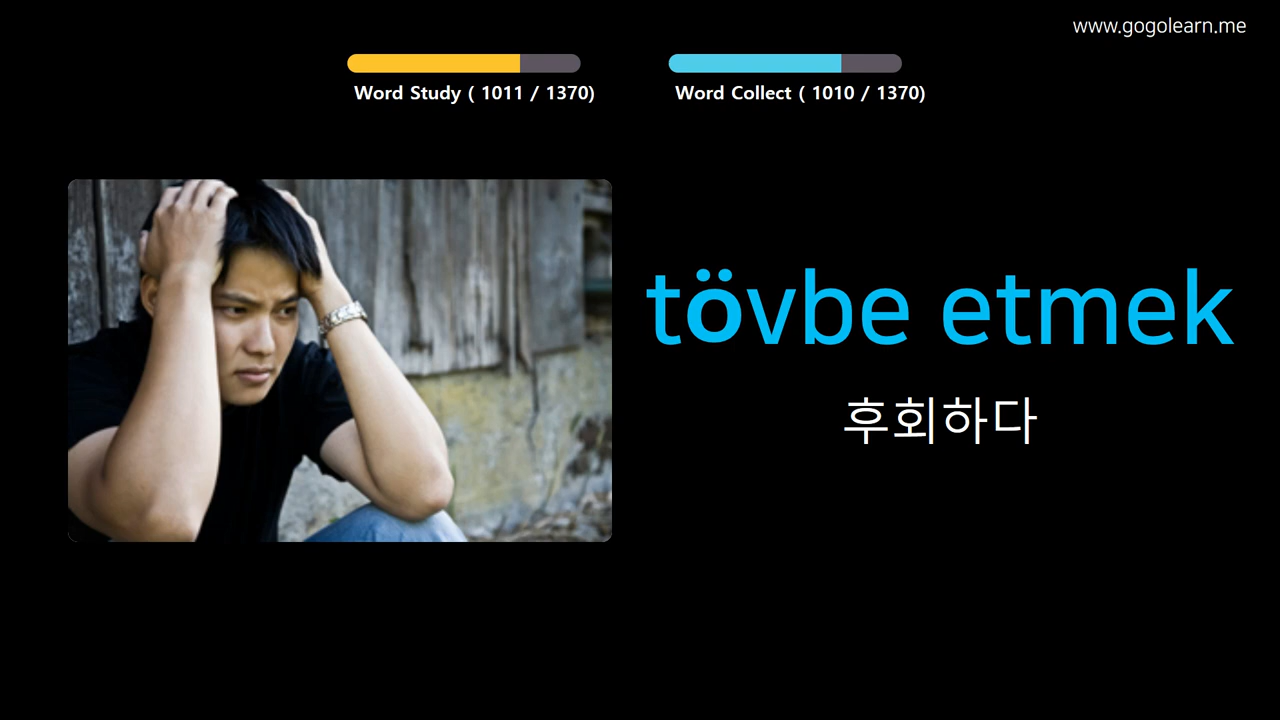 www.gogolearn.me
Word Study ( 1011 / 1370)
Word Collect ( 1010 / 1370)
tövbe etmek
후회하다